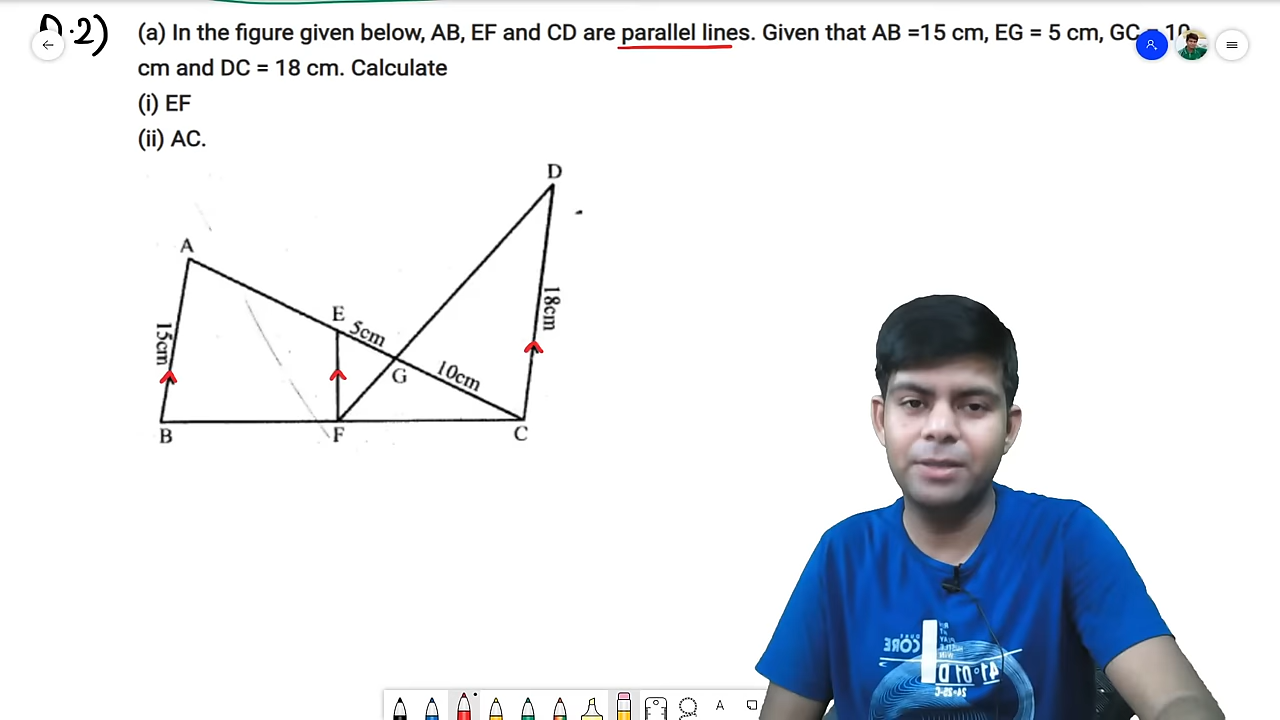 .2)
(a) In the figure given below, AB, EF and CD are parallel lines. Given that AB =15 cm, EG = 5 cm, GC
cm and DC = 18 cm. Calculate
(i) EF
(ii) AC.
D
A
E
5cm
18cm
15cm
G
10cm
B
F
C
CORE
A